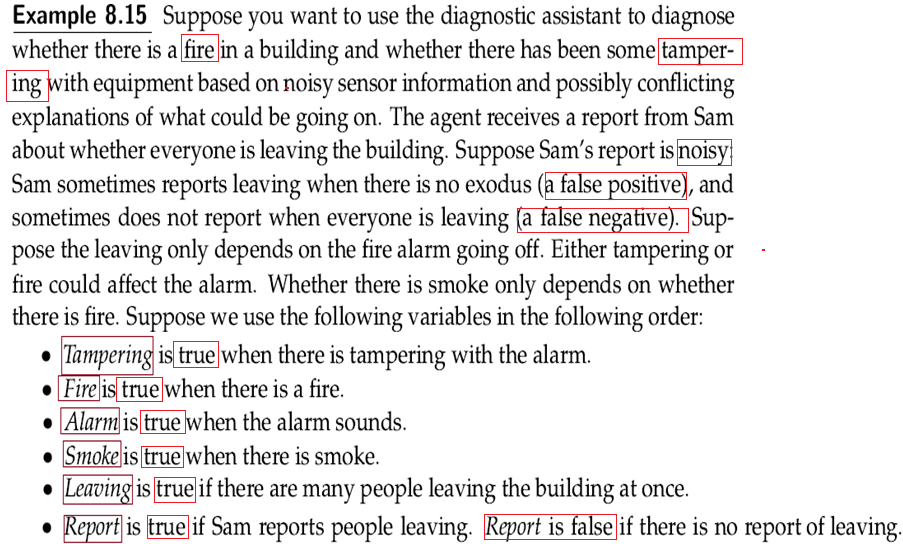 Example 8.15 Suppose you want to use the diagnostic assistant to diagnose
whether there is a fire in a building and whether there has been some tamper-
ing with equipment based on noisy sensor information and possibly conflicting
explanations of what could be going on. The agent receives a report from Sam
about whether everyone is leaving the building. Suppose Sam's report is noisy:
Sam sometimes reports leaving when there is no exodus (a false positive), and
sometimes does not report when everyone is leaving (a false negative). Sup-
pose the leaving only depends on the fire alarm going off. Either tampering or
fire could affect the alarm. Whether there is smoke only depends on whether
there is fire. Suppose we use the following variables in the following order:
• Tampering is true when there is tampering with the alarm.
• Fire is true when there is a fire.
• Alarm is true when the alarm sounds.
• Smoke is true when there is smoke.
• Leaving is true if there are many people leaving the building at once.
• Report is true if Sam reports people leaving. Report is false if there is no report of leaving.